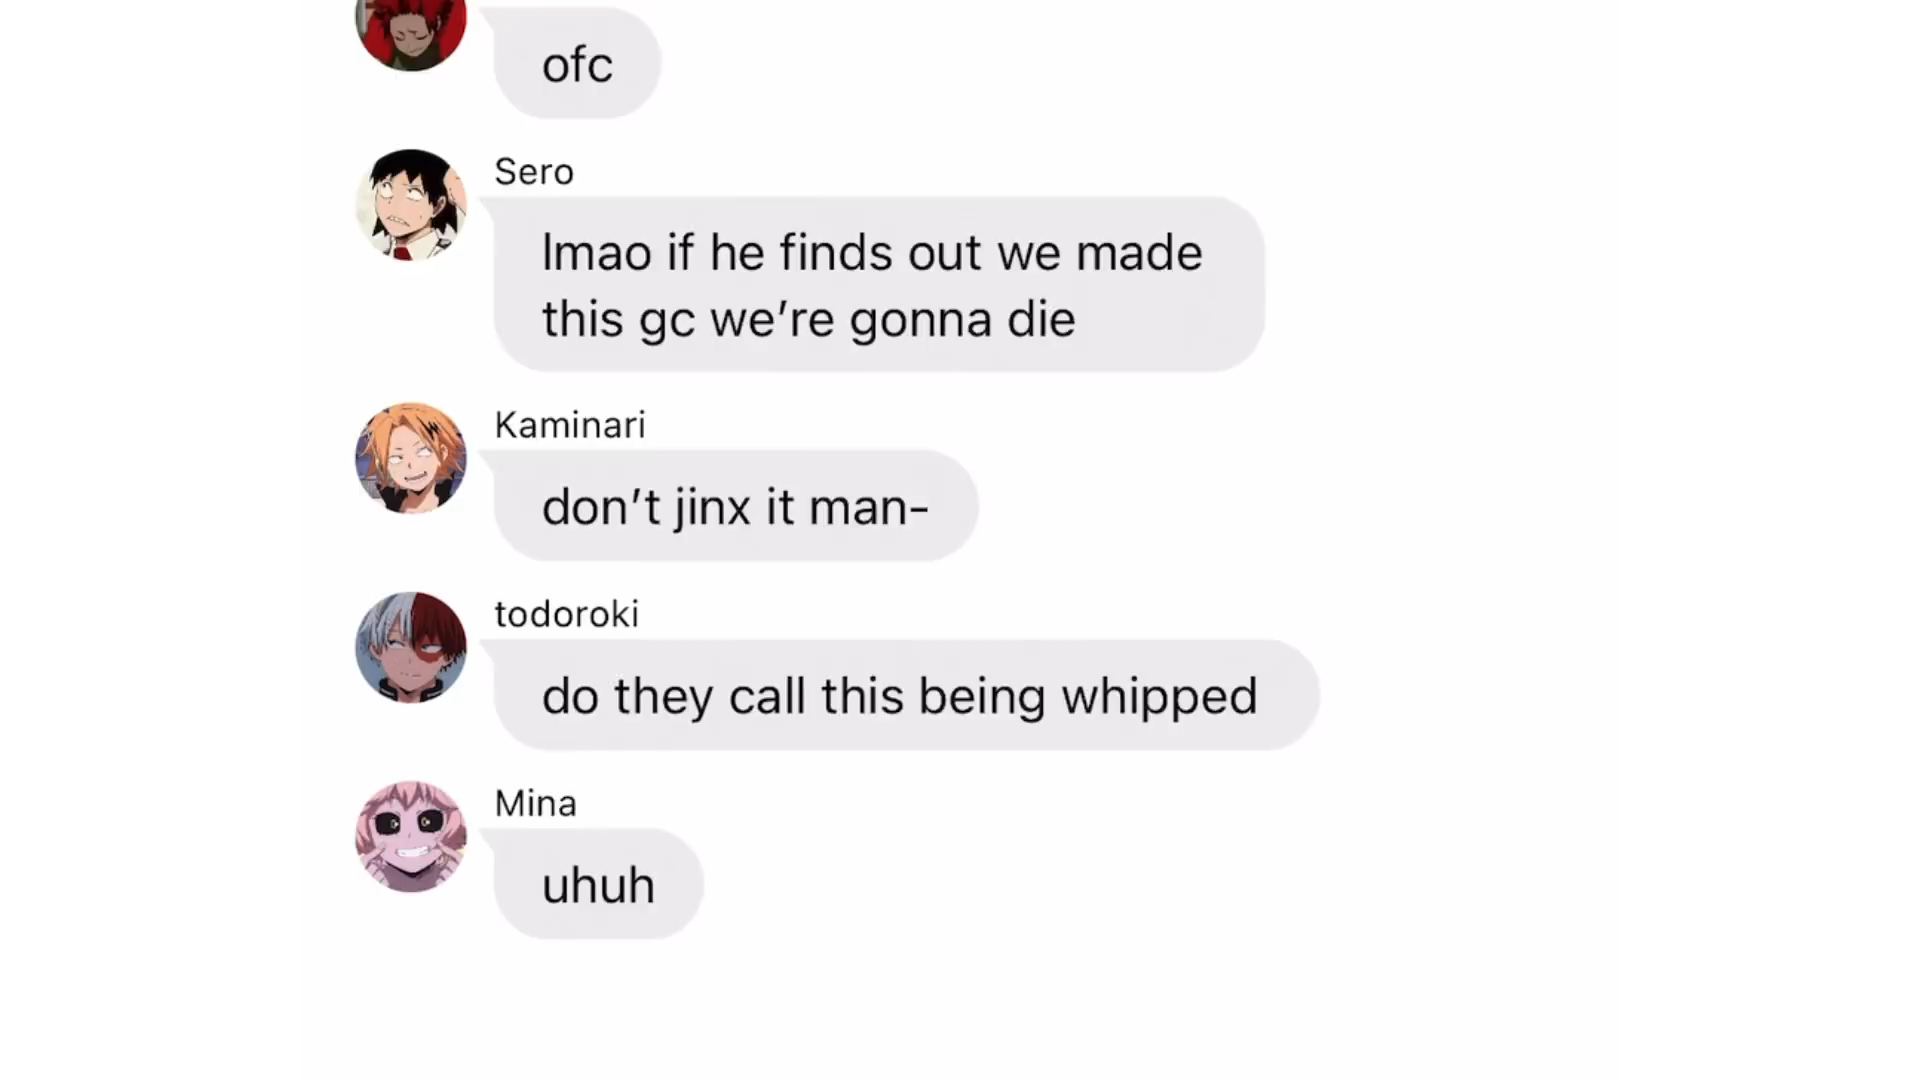 ofc
Sero
lmao if he finds out we made
this gc we’re gonna die
Kaminari
don’t jinx it man-
todoroki
do they call this being whipped
Mina
uhuh